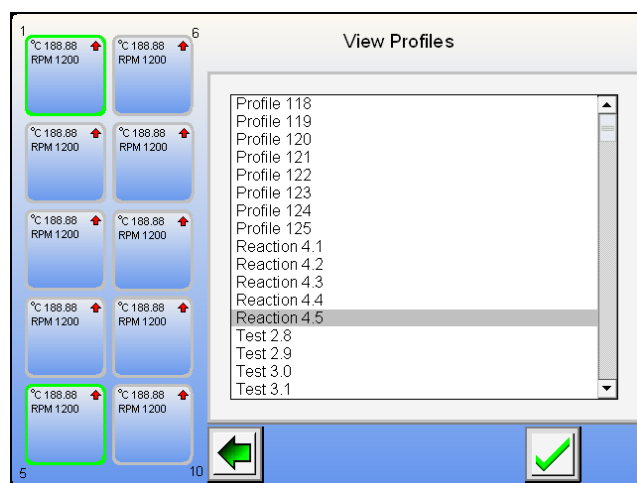 1
6
°C 188.88
RPM 1200
°C 188.88
RPM 1200
°C 188.88
RPM 1200
°C 188.88
RPM 1200
°C 188.88
RPM 1200
°C 188.88
RPM 1200
°C 188.88
RPM 1200
°C 188.88
RPM 1200
°C 188.88
RPM 1200
°C 188.88
RPM 1200
5
10
View Profiles
Profile 118
Profile 119
Profile 120
Profile 121
Profile 122
Profile 123
Profile 124
Profile 125
Reaction 4.1
Reaction 4.2
Reaction 4.3
Reaction 4.4
Reaction 4.5
Test 2.8
Test 2.9
Test 3.0
Test 3.1